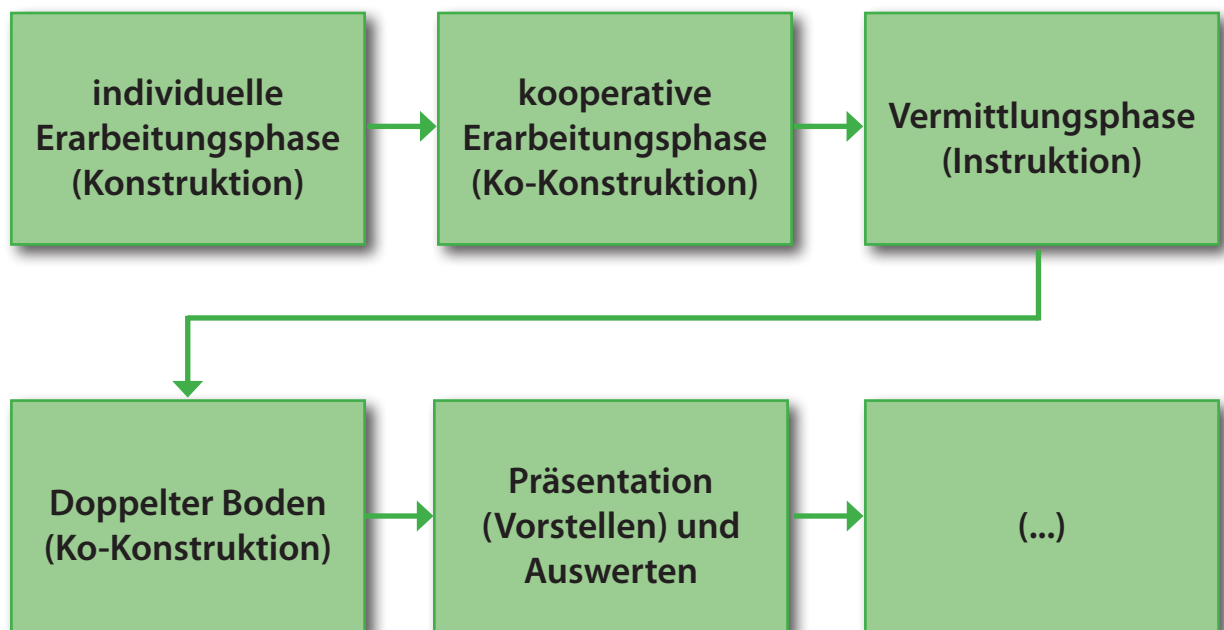 individuelle
Erarbeitungsphase
(Konstruktion)
kooperative
Erarbeitungsphase
(Ko-Konstruktion)
Vermittlungsphase
(Instruktion)
Doppelter Boden
(Ko-Konstruktion)
Präsentation
(Vorstellen) und
Auswerten
(...)